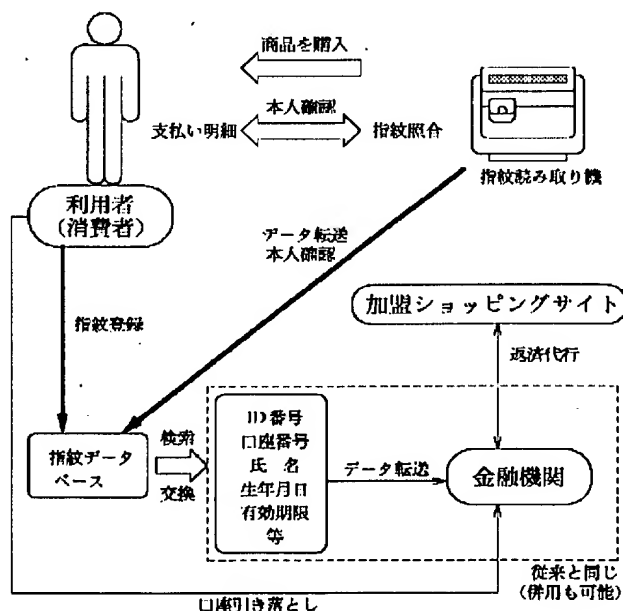 商品を購入
本人確認
支払い明細
指紋照合
指紋読み取り機
利用者
(消費者)
データ転送
本人確認
指紋登録
加盟ショッピングサイト
返済代行
指紋データ
ベース
検索
交換
ID番号
口座番号
氏 名
生年月日
有効期限
等
データ転送
金融機関
従来と同じ
(併用も可能)
口座引き落とし